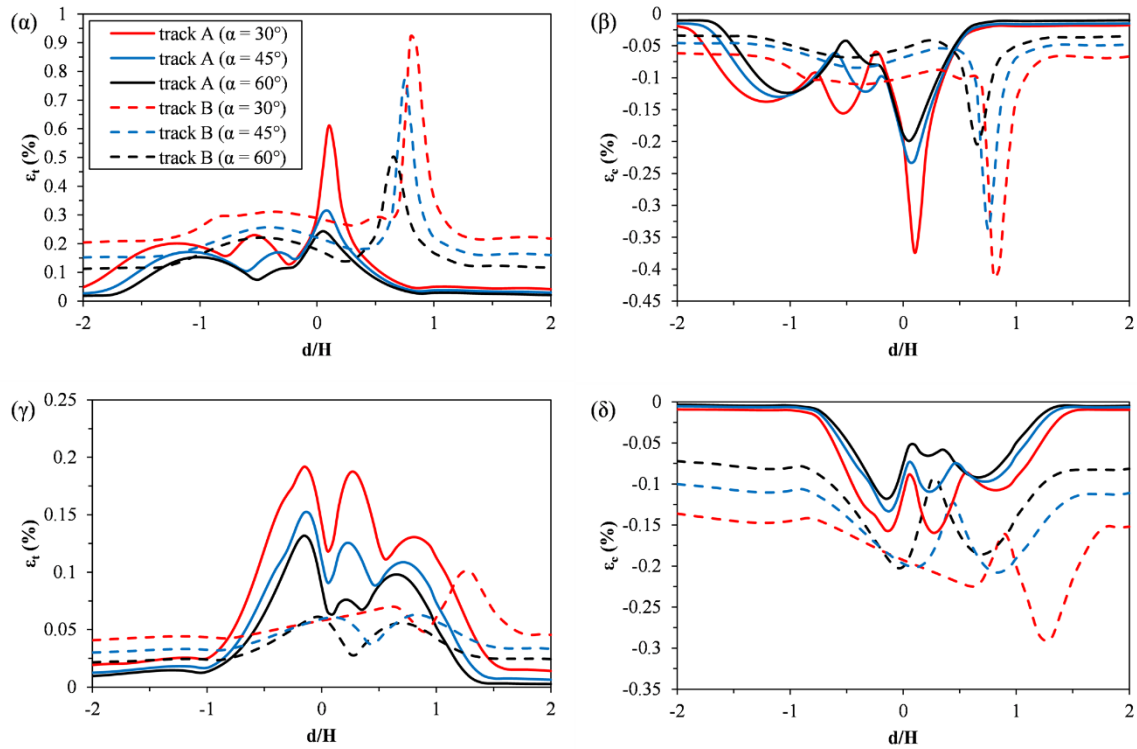 (α)
ε_t (%)
1
0.9
0.8
0.7
0.6
0.5
0.4
0.3
0.2
0.1
0
track A (α = 30°)
track A (α = 45°)
track A (α = 60°)
track B (α = 30°)
track B (α = 45°)
track B (α = 60°)
-2 -1 0 1 2
d/H
(β)
ε_c (%)
0
-0.05
-0.1
-0.15
-0.2
-0.25
-0.3
-0.35
-0.4
-0.45
-2 -1 0 1 2
d/H
(γ)
ε_t (%)
0.25
0.2
0.15
0.1
0.05
0
-2 -1 0 1 2
d/H
(δ)
ε_c (%)
0
-0.05
-0.1
-0.15
-0.2
-0.25
-0.3
-0.35
-2 -1 0 1 2
d/H